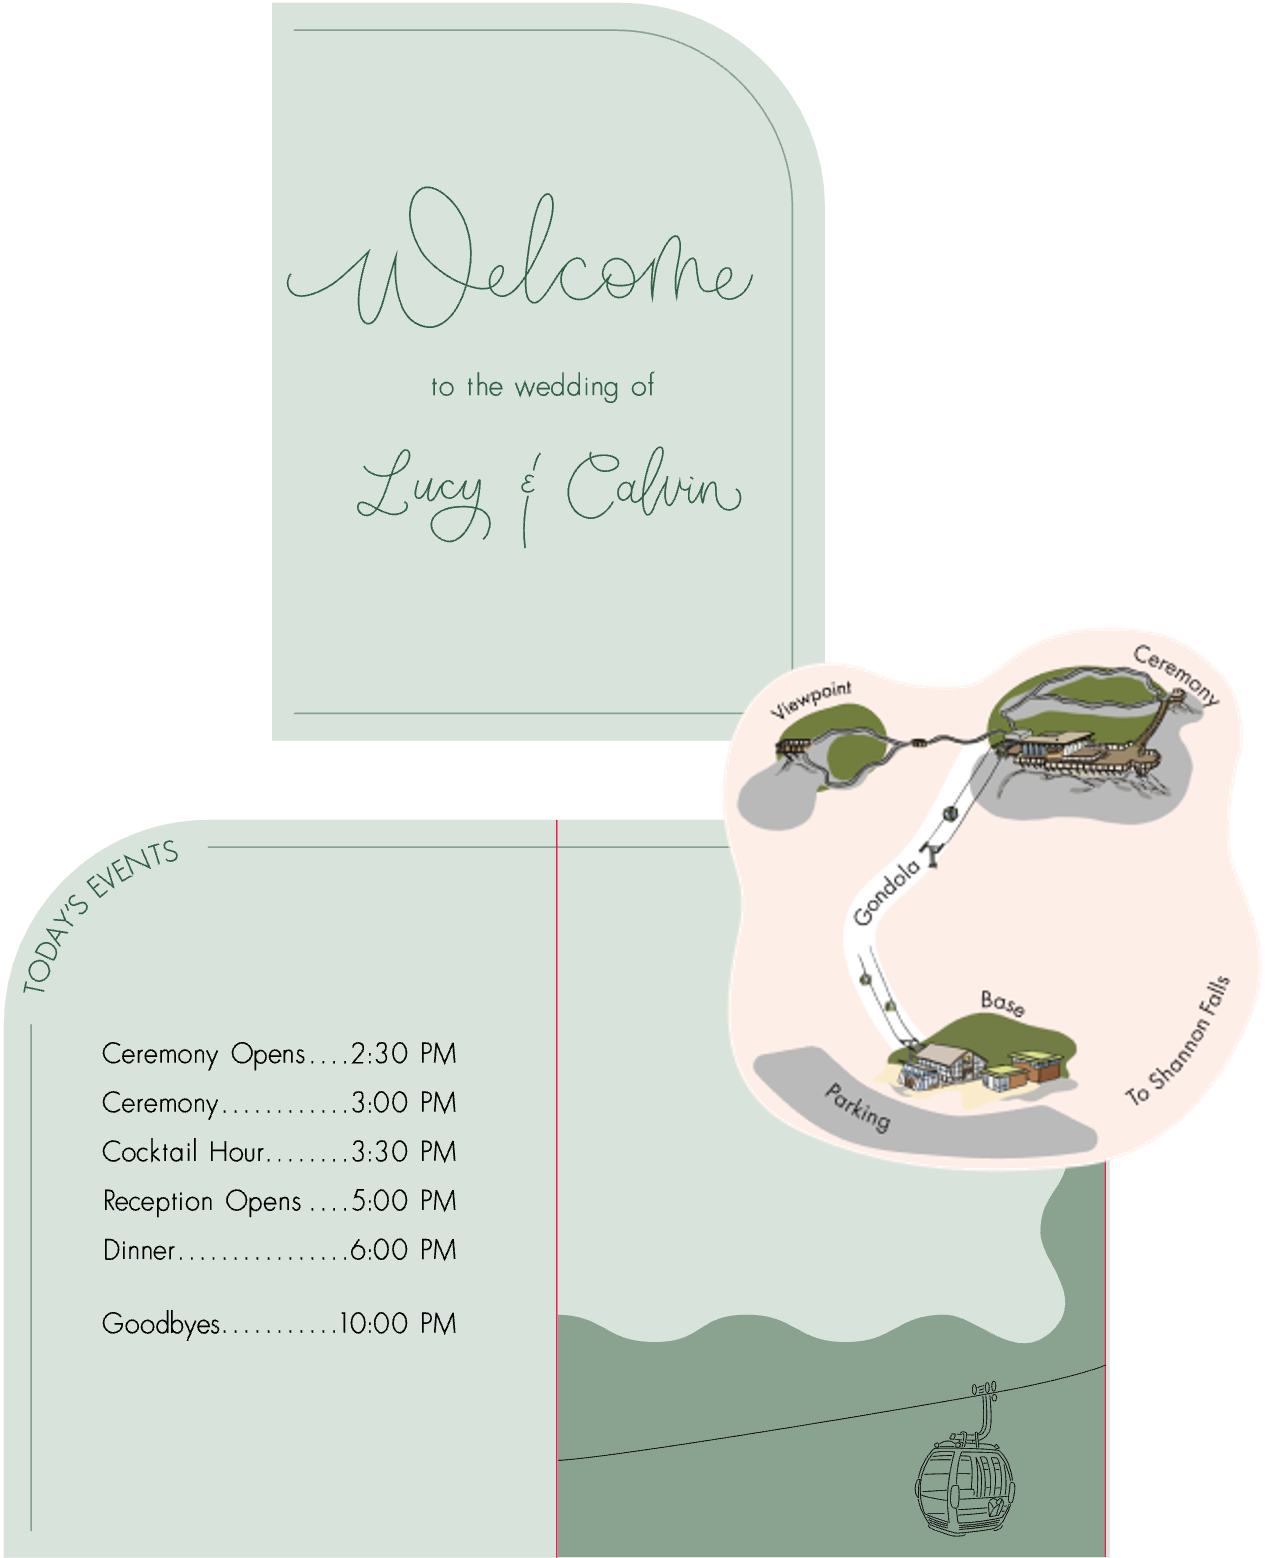 Welcome
to the wedding of
Lucy & Calvin
Viewpoint
Ceremony
Gondola
Base
Parking
To Shannon Falls
TODAY'S EVENTS
Ceremony Opens....2:30 PM
Ceremony............3:00 PM
Cocktail Hour........3:30 PM
Reception Opens ....5:00 PM
Dinner................6:00 PM
Goodbyes...........10:00 PM